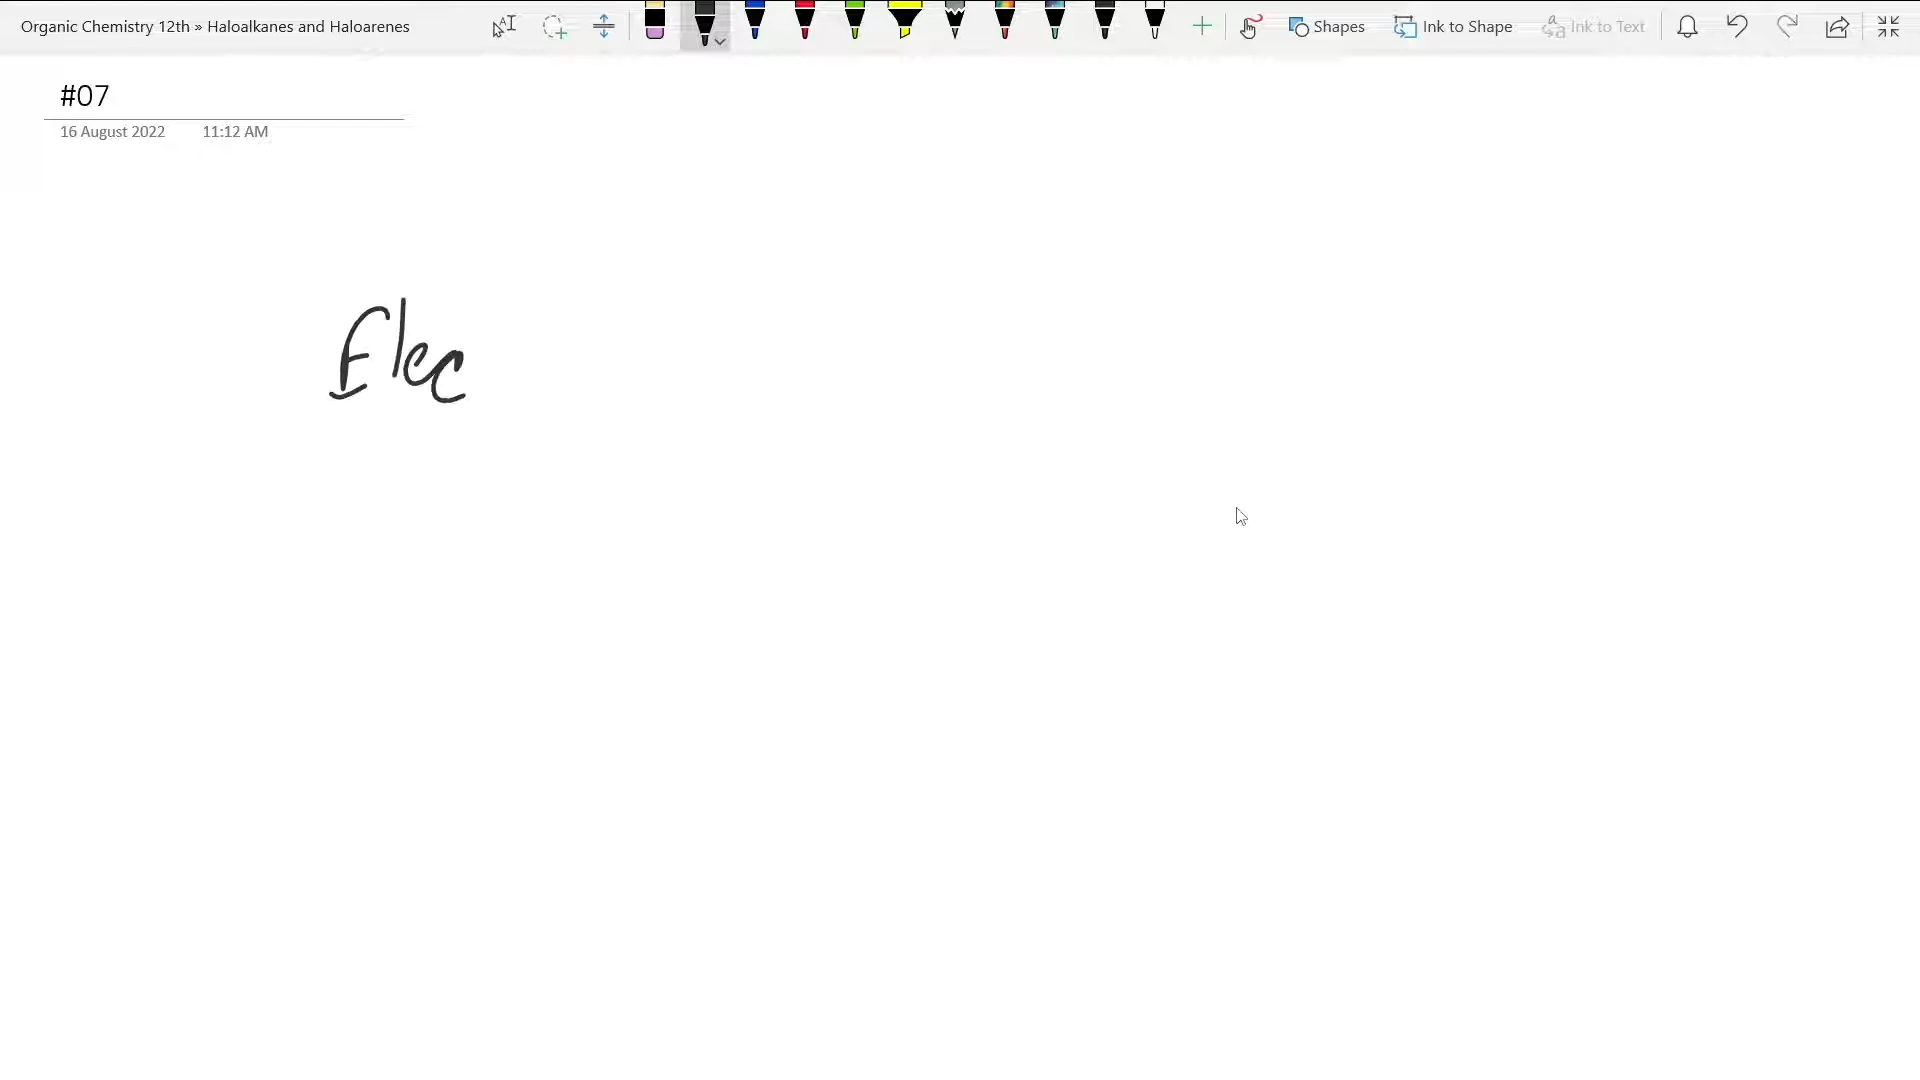 Organic Chemistry 12th » Haloalkanes and Haloarenes Shapes Ink to Shape Ink to Text
#07
16 August 2022 11:12 AM
Elec